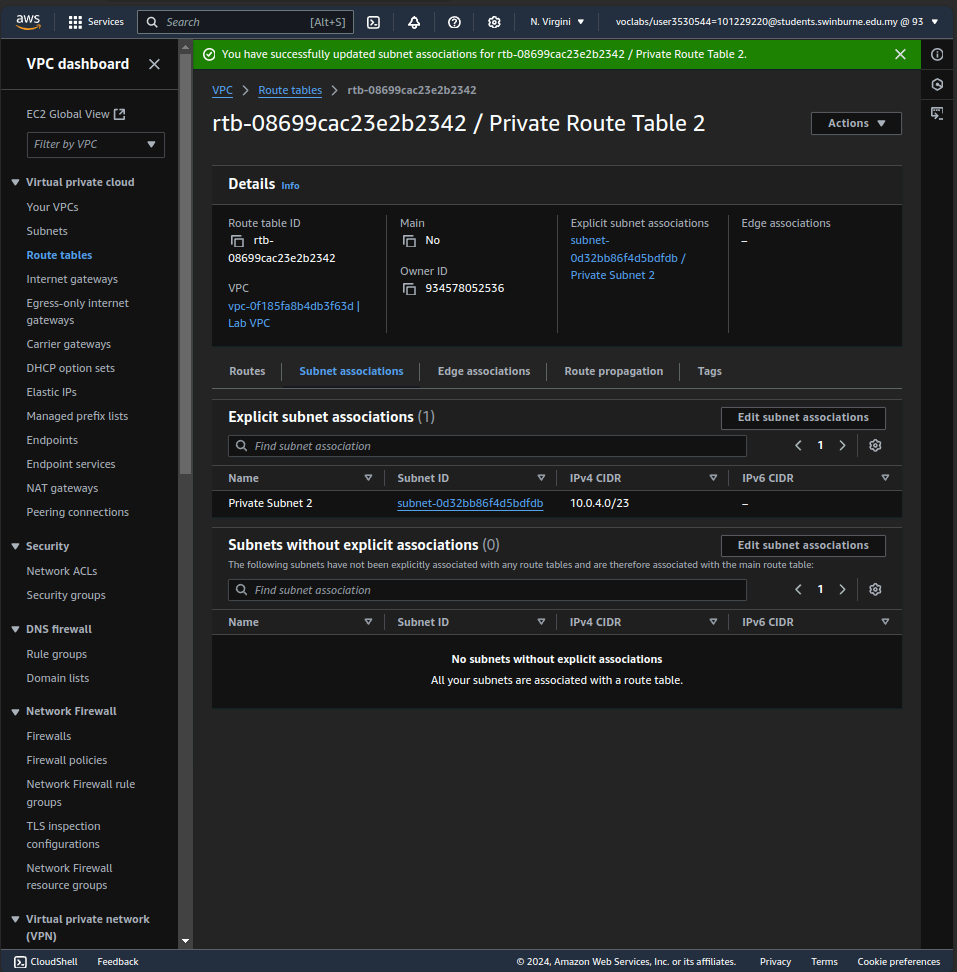 aws
Services
Search
[Alt+S]
N. Virgini
voclabs/user3530544=101229220@students.swinburne.edu.my @ 93
VPC dashboard
EC2 Global View
Filter by VPC
Virtual private cloud
Your VPCs
Subnets
Route tables
Internet gateways
Egress-only internet
gateways
Carrier gateways
DHCP option sets
Elastic IPs
Managed prefix lists
Endpoints
Endpoint services
NAT gateways
Peering connections
Security
Network ACLs
Security groups
DNS firewall
Rule groups
Domain lists
Network Firewall
Firewalls
Firewall policies
Network Firewall rule
groups
TLS inspection
configurations
Network Firewall
resource groups
Virtual private network
(VPN)
You have successfully updated subnet associations for rtb-08699cac23e2b2342 / Private Route Table 2.
VPC > Route tables > rtb-08699cac23e2b2342
rtb-08699cac23e2b2342 / Private Route Table 2
Actions
Details Info
Route table ID
rtb-
08699cac23e2b2342
VPC
vpc-0f185fa8b4db3f63d |
Lab VPC
Main
No
Owner ID
934578052536
Explicit subnet associations
subnet-
0d32bb86f4d5bdfdb /
Private Subnet 2
Edge associations
–
Routes
Subnet associations
Edge associations
Route propagation
Tags
Explicit subnet associations (1)
Edit subnet associations
Find subnet association
1
Name Subnet ID IPv4 CIDR IPv6 CIDR
Private Subnet 2 subnet-0d32bb86f4d5bdfdb 10.0.4.0/23 –
Subnets without explicit associations (0)
Edit subnet associations
The following subnets have not been explicitly associated with any route tables and are therefore associated with the main route table:
Find subnet association
1
Name Subnet ID IPv4 CIDR IPv6 CIDR
No subnets without explicit associations
All your subnets are associated with a route table.
CloudShell
Feedback
© 2024, Amazon Web Services, Inc. or its affiliates.
Privacy
Terms
Cookie preferences